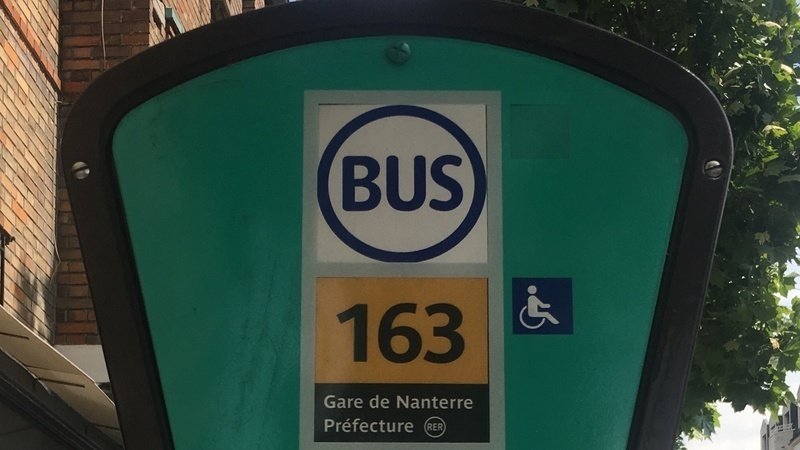 BUS
163
Gare de Nanterre
Préfecture RER